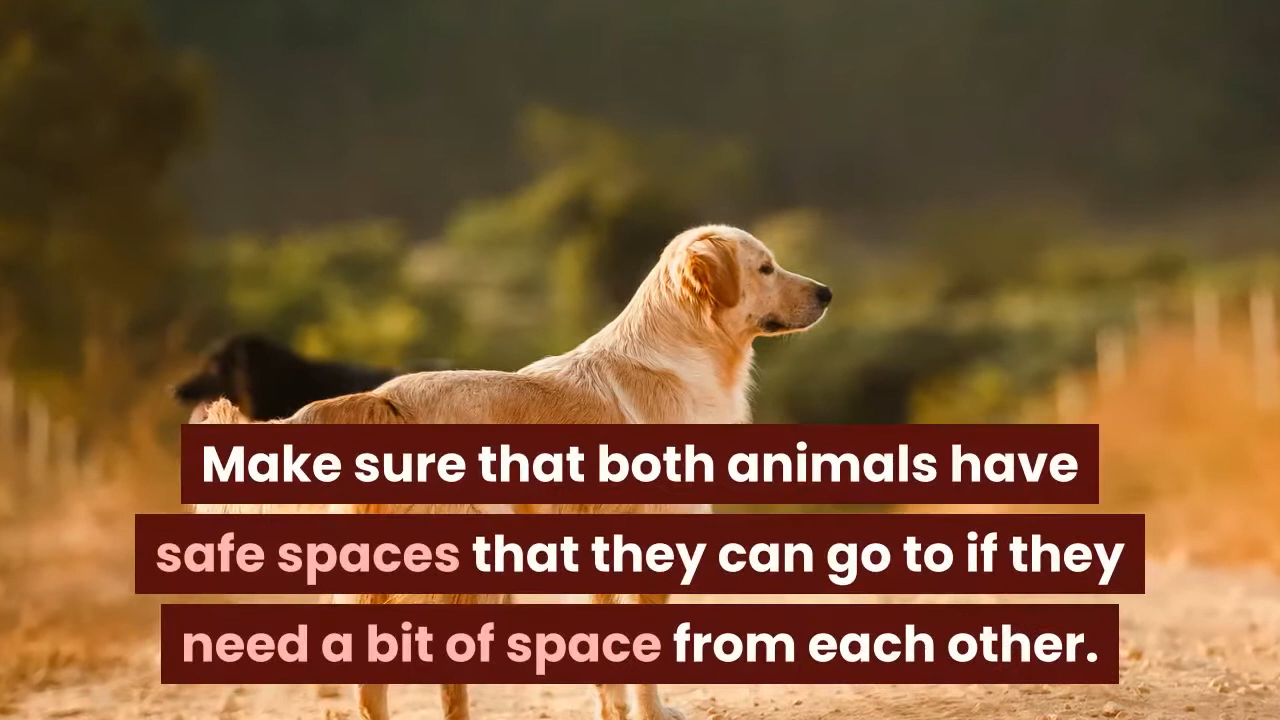 Make sure that both animals have
safe spaces that they can go to if they
need a bit of space from each other.